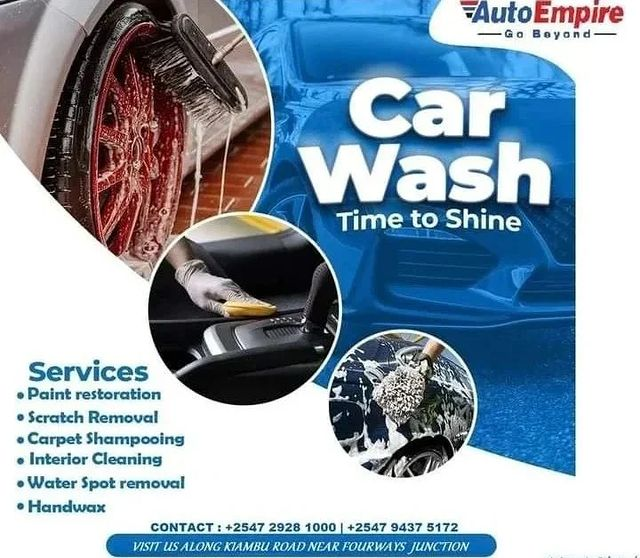 AutoEmpire
Go Beyond
Car
Wash
Time to Shine
Services
• Paint restoration
• Scratch Removal
• Carpet Shampooing
• Interior Cleaning
• Water Spot removal
• Handwax
CONTACT : +2547 2928 1000 | +2547 9437 5172
VISIT US ALONG KIAMBU ROAD NEAR FOURWAYS JUNCTION